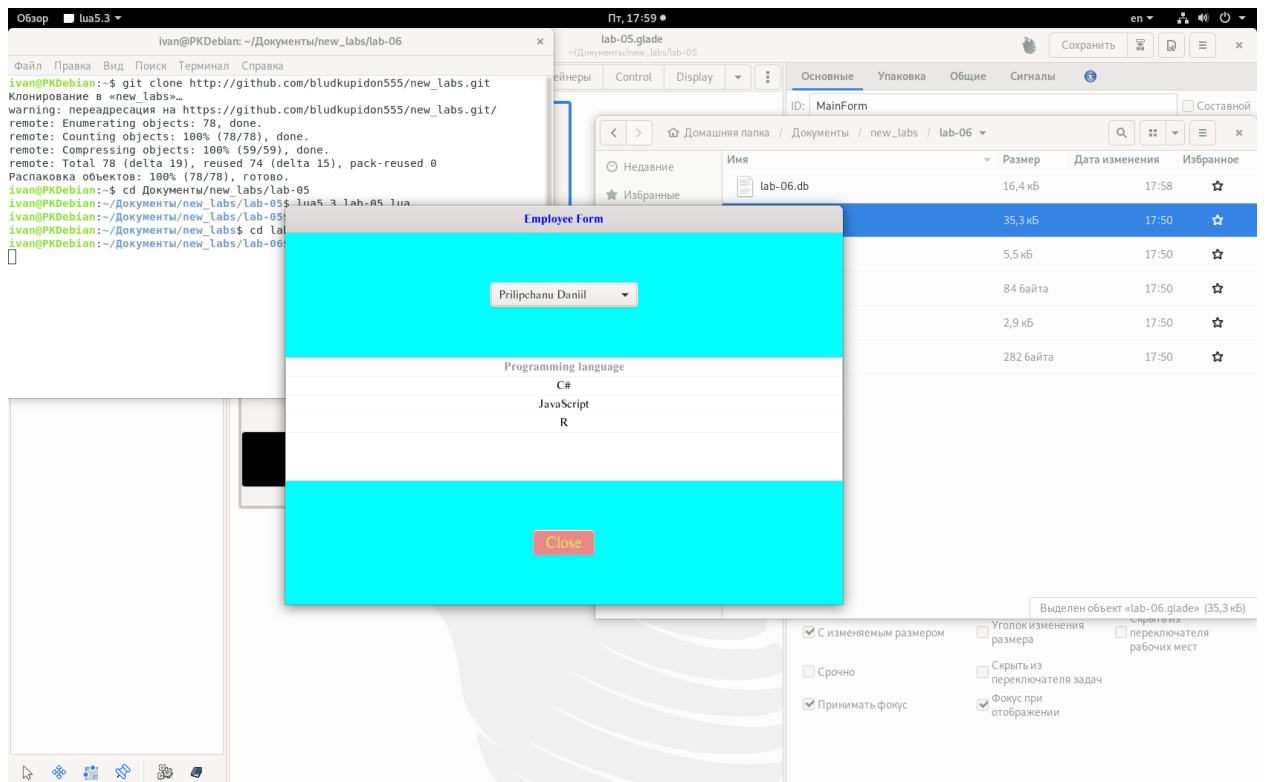 Обзор lua5.3 Пт, 17:59 en
ivan@PKDebian: ~/Документы/new_labs/lab-06
Файл Правка Вид Поиск Терминал Справка
ivan@PKDebian:~$ git clone http://github.com/bludkupidon555/new_labs.git
Клонирование в «new_labs»…
warning: переадресация на https://github.com/bludkupidon555/new_labs.git/
remote: Enumerating objects: 78, done.
remote: Counting objects: 100% (78/78), done.
remote: Compressing objects: 100% (59/59), done.
remote: Total 78 (delta 19), reused 74 (delta 15), pack-reused 0
Распаковка объектов: 100% (78/78), готово.
ivan@PKDebian:~$ cd Документы/new_labs/lab-05
ivan@PKDebian:~/Документы/new_labs/lab-05$ lua5.3 lab-05.lua
ivan@PKDebian:~/Документы/new_labs/lab-05$
ivan@PKDebian:~/Документы/new_labs$ cd la
ivan@PKDebian:~/Документы/new_labs/lab-06$
lab-05.glade
~/Документы/new_labs/lab-05
Сохранить
ейнеры Control Display
Основные Упаковка Общие Сигналы
ID: MainForm Составной
Домашняя папка / Документы / new_labs / lab-06
Недавние
Избранные
Имя Размер Дата изменения Избранное
lab-06.db 16,4 кБ 17:58
35,3 кБ 17:50
5,5 кБ 17:50
84 байта 17:50
2,9 кБ 17:50
282 байта 17:50
Выделен объект «lab-06.glade» (35,3 кБ)
Employee Form
Prilipchanu Daniil
Programming language
C#
JavaScript
R
Close
С изменяемым размером
Уголок изменения
размера
Скрыть из
переключателя
рабочих мест
Срочно
Скрыть из
переключателя задач
Принимать фокус
Фокус при
отображении